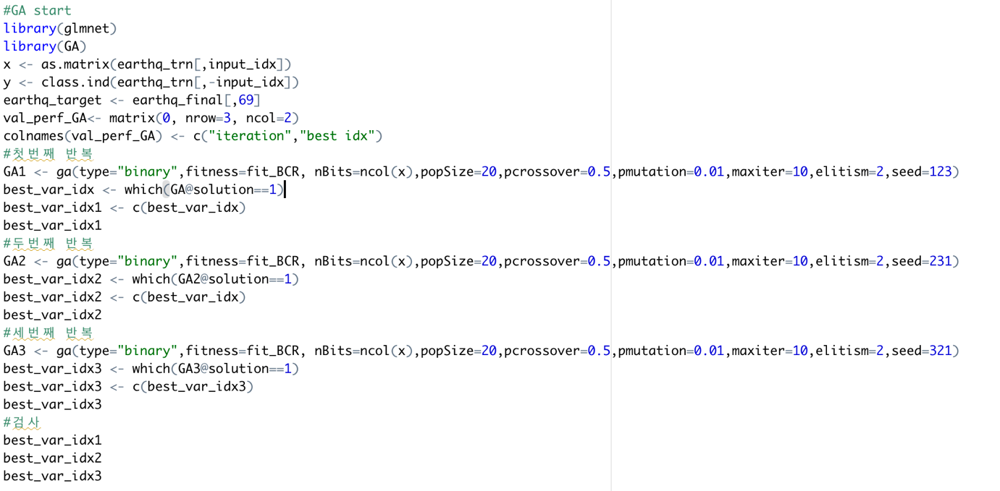 #GA start
library(glmnet)
library(GA)
x <- as.matrix(earthq_trn[,input_idx])
y <- class.ind(earthq_trn[,-input_idx])
earthq_target <- earthq_final[,69]
val_perf_GA<- matrix(0, nrow=3, ncol=2)
colnames(val_perf_GA) <- c("iteration","best idx")
#첫번째 반복
GA1 <- ga(type="binary",fitness=fit_BCR, nBits=ncol(x),popSize=20,pcrossover=0.5,pmutation=0.01,maxiter=10,elitism=2,seed=123)
best_var_idx <- which(GA@solution==1)
best_var_idx1 <- c(best_var_idx)
best_var_idx1
#두번째 반복
GA2 <- ga(type="binary",fitness=fit_BCR, nBits=ncol(x),popSize=20,pcrossover=0.5,pmutation=0.01,maxiter=10,elitism=2,seed=231)
best_var_idx2 <- which(GA2@solution==1)
best_var_idx2 <- c(best_var_idx)
best_var_idx2
#세번째 반복
GA3 <- ga(type="binary",fitness=fit_BCR, nBits=ncol(x),popSize=20,pcrossover=0.5,pmutation=0.01,maxiter=10,elitism=2,seed=321)
best_var_idx3 <- which(GA3@solution==1)
best_var_idx3 <- c(best_var_idx3)
best_var_idx3
#검사
best_var_idx1
best_var_idx2
best_var_idx3